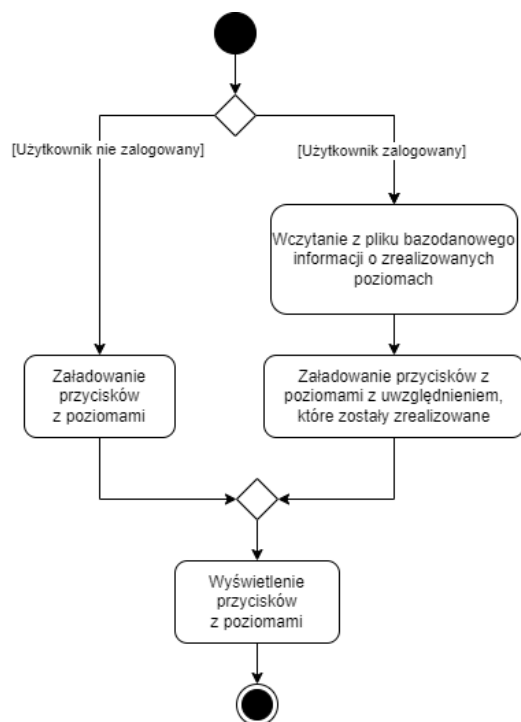 [Użytkownik nie zalogowany]
[Użytkownik zalogowany]
Wczytanie z pliku bazodanowego
informacji o zrealizowanych
poziomach
Załadowanie
przycisków
z poziomami
Załadowanie przycisków z
poziomami z uwzględnieniem,
które zostały zrealizowane
Wyświetlenie
przycisków
z poziomami